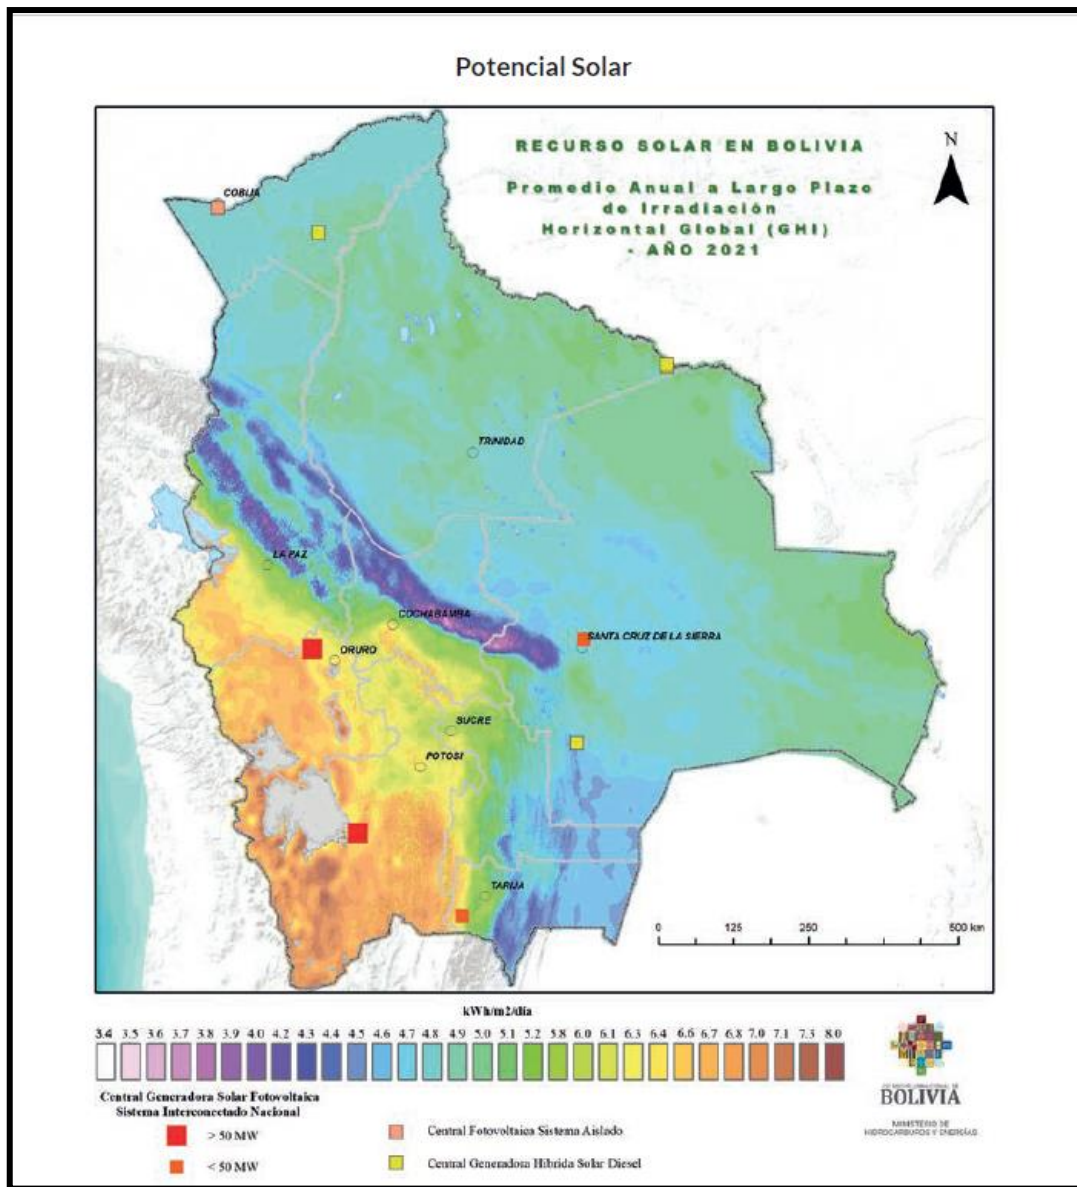 Potencial Solar
RECURSO SOLAR EN BOLIVIA
Promedio Anual a Largo Plazo
de Irradiación
Horizontal Global (GHI)
- AÑO 2021
N
COBIJA
TRINIDAD
LA PAZ
COCHABAMBA
SANTA CRUZ DE LA SIERRA
ORURO
SUCRE
POTOSI
TARIJA
0 125 250 500 km
kWh/m2/día
3.4 3.5 3.6 3.7 3.8 3.9 4.0 4.2 4.3 4.4 4.5 4.6 4.7 4.8 4.9 5.0 5.1 5.2 5.8 6.0 6.1 6.3 6.4 6.6 6.7 6.8 7.0 7.1 7.3 8.0
Central Generadora Solar Fotovoltaica
Sistema Interconectado Nacional
> 50 MW
< 50 MW
Central Fotovoltaica Sistema Aislado
Central Generadora Híbrida Solar Diesel
ESTADO PLURINACIONAL DE
BOLIVIA
MINISTERIO DE
HIDROCARBUROS Y ENERGÍAS